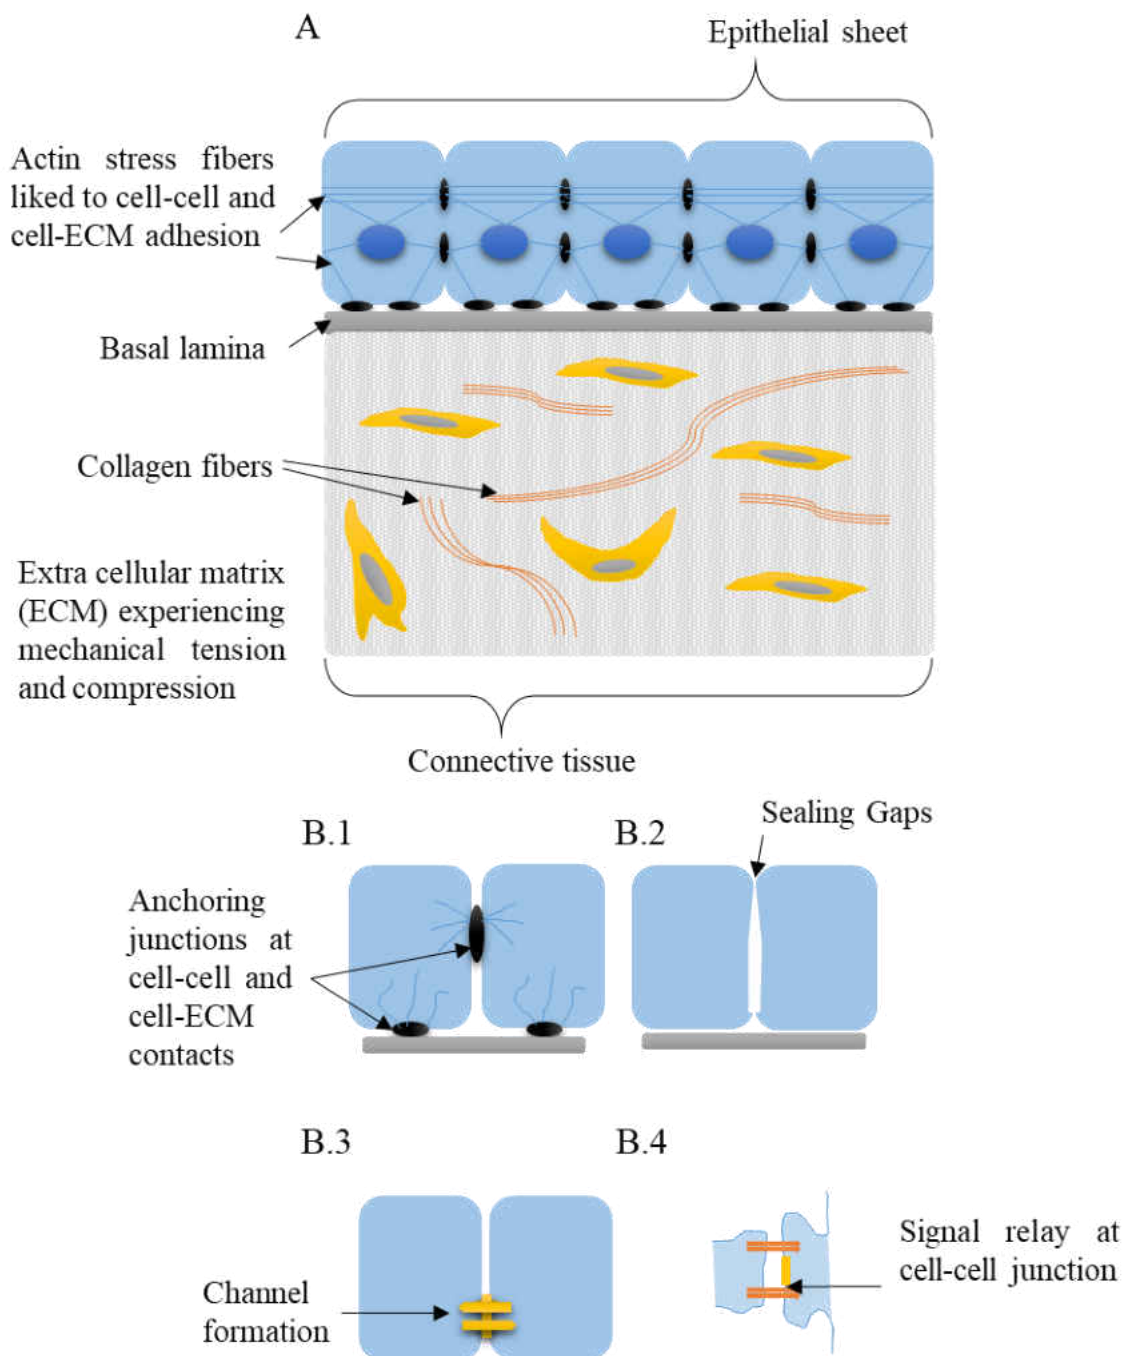 A
Epithelial sheet
Actin stress fibers
liked to cell-cell and
cell-ECM adhesion
Basal lamina
Collagen fibers
Extra cellular matrix
(ECM) experiencing
mechanical tension
and compression
Connective tissue
B.1
B.2
Sealing Gaps
Anchoring
junctions at
cell-cell and
cell-ECM
contacts
B.3
B.4
Channel
formation
Signal relay at
cell-cell junction